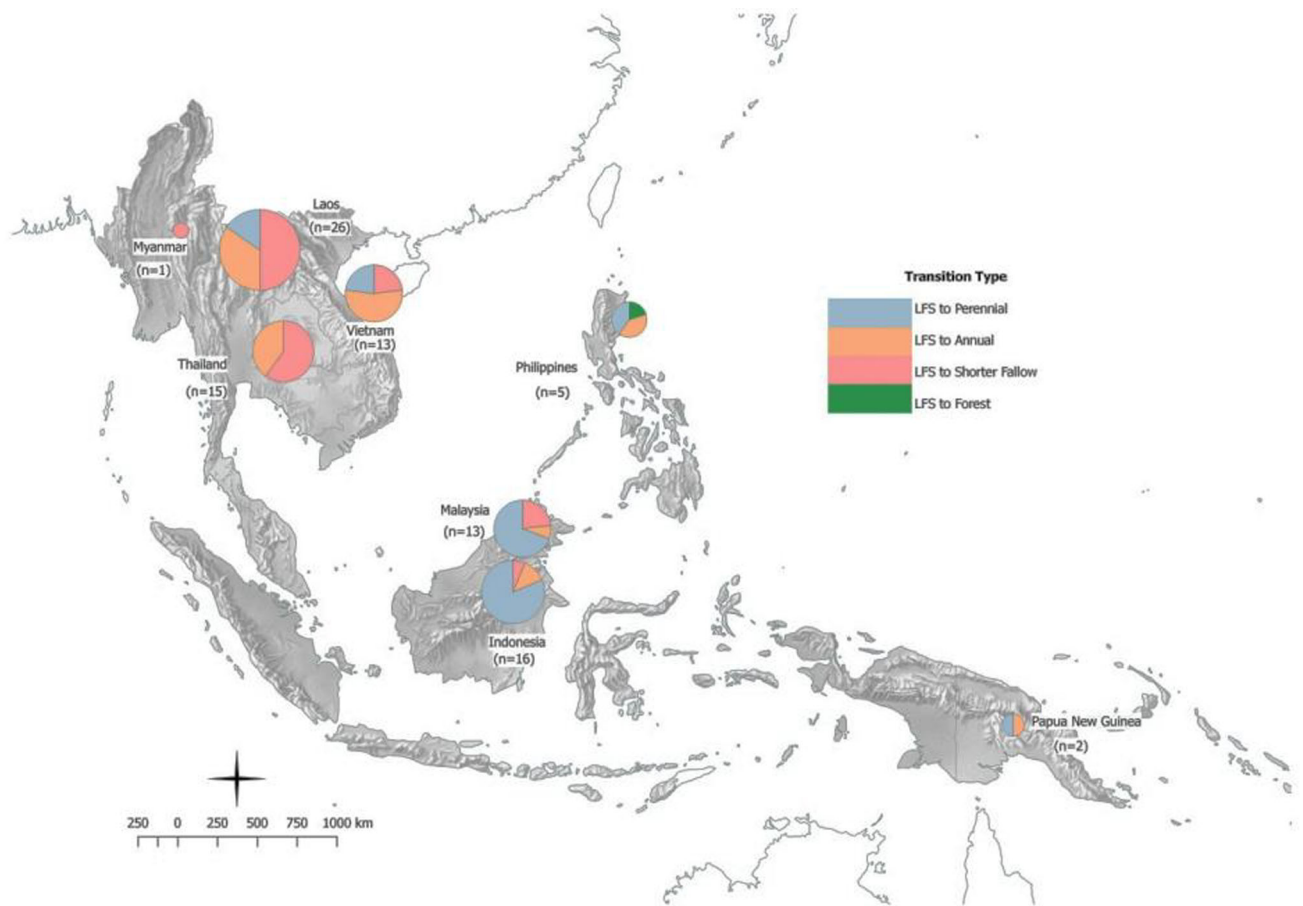 Laos
(n=26)
Myanmar
(n=1)
Vietnam
(n=13)
Thailand
(n=15)
Philippines
(n=5)
Transition Type
LFS to Perennial
LFS to Annual
LFS to Shorter Fallow
LFS to Forest
Malaysia
(n=13)
Indonesia
(n=16)
Papua New Guinea
(n=2)
250 0 250 500 750 1000 km